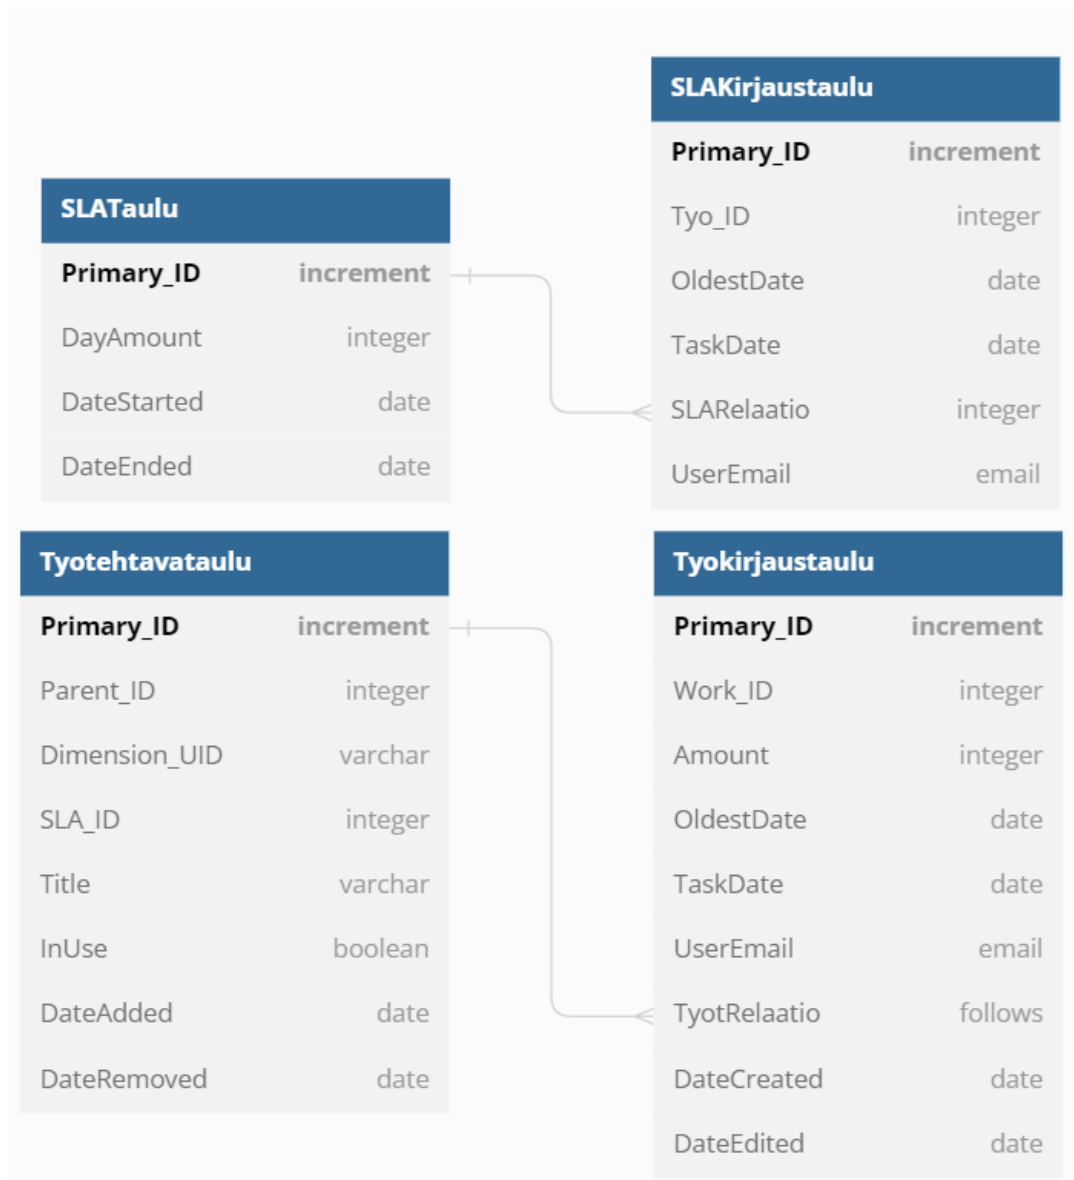 SLATaulu
Primary_ID increment
DayAmount integer
DateStarted date
DateEnded date
SLAKirjaustaulu
Primary_ID increment
Tyo_ID integer
OldestDate date
TaskDate date
SLARelaatio integer
UserEmail email
Tyotehtavataulu
Primary_ID increment
Parent_ID integer
Dimension_UID varchar
SLA_ID integer
Title varchar
InUse boolean
DateAdded date
DateRemoved date
Tyokirjaustaulu
Primary_ID increment
Work_ID integer
Amount integer
OldestDate date
TaskDate date
UserEmail email
TyotRelaatio follows
DateCreated date
DateEdited date